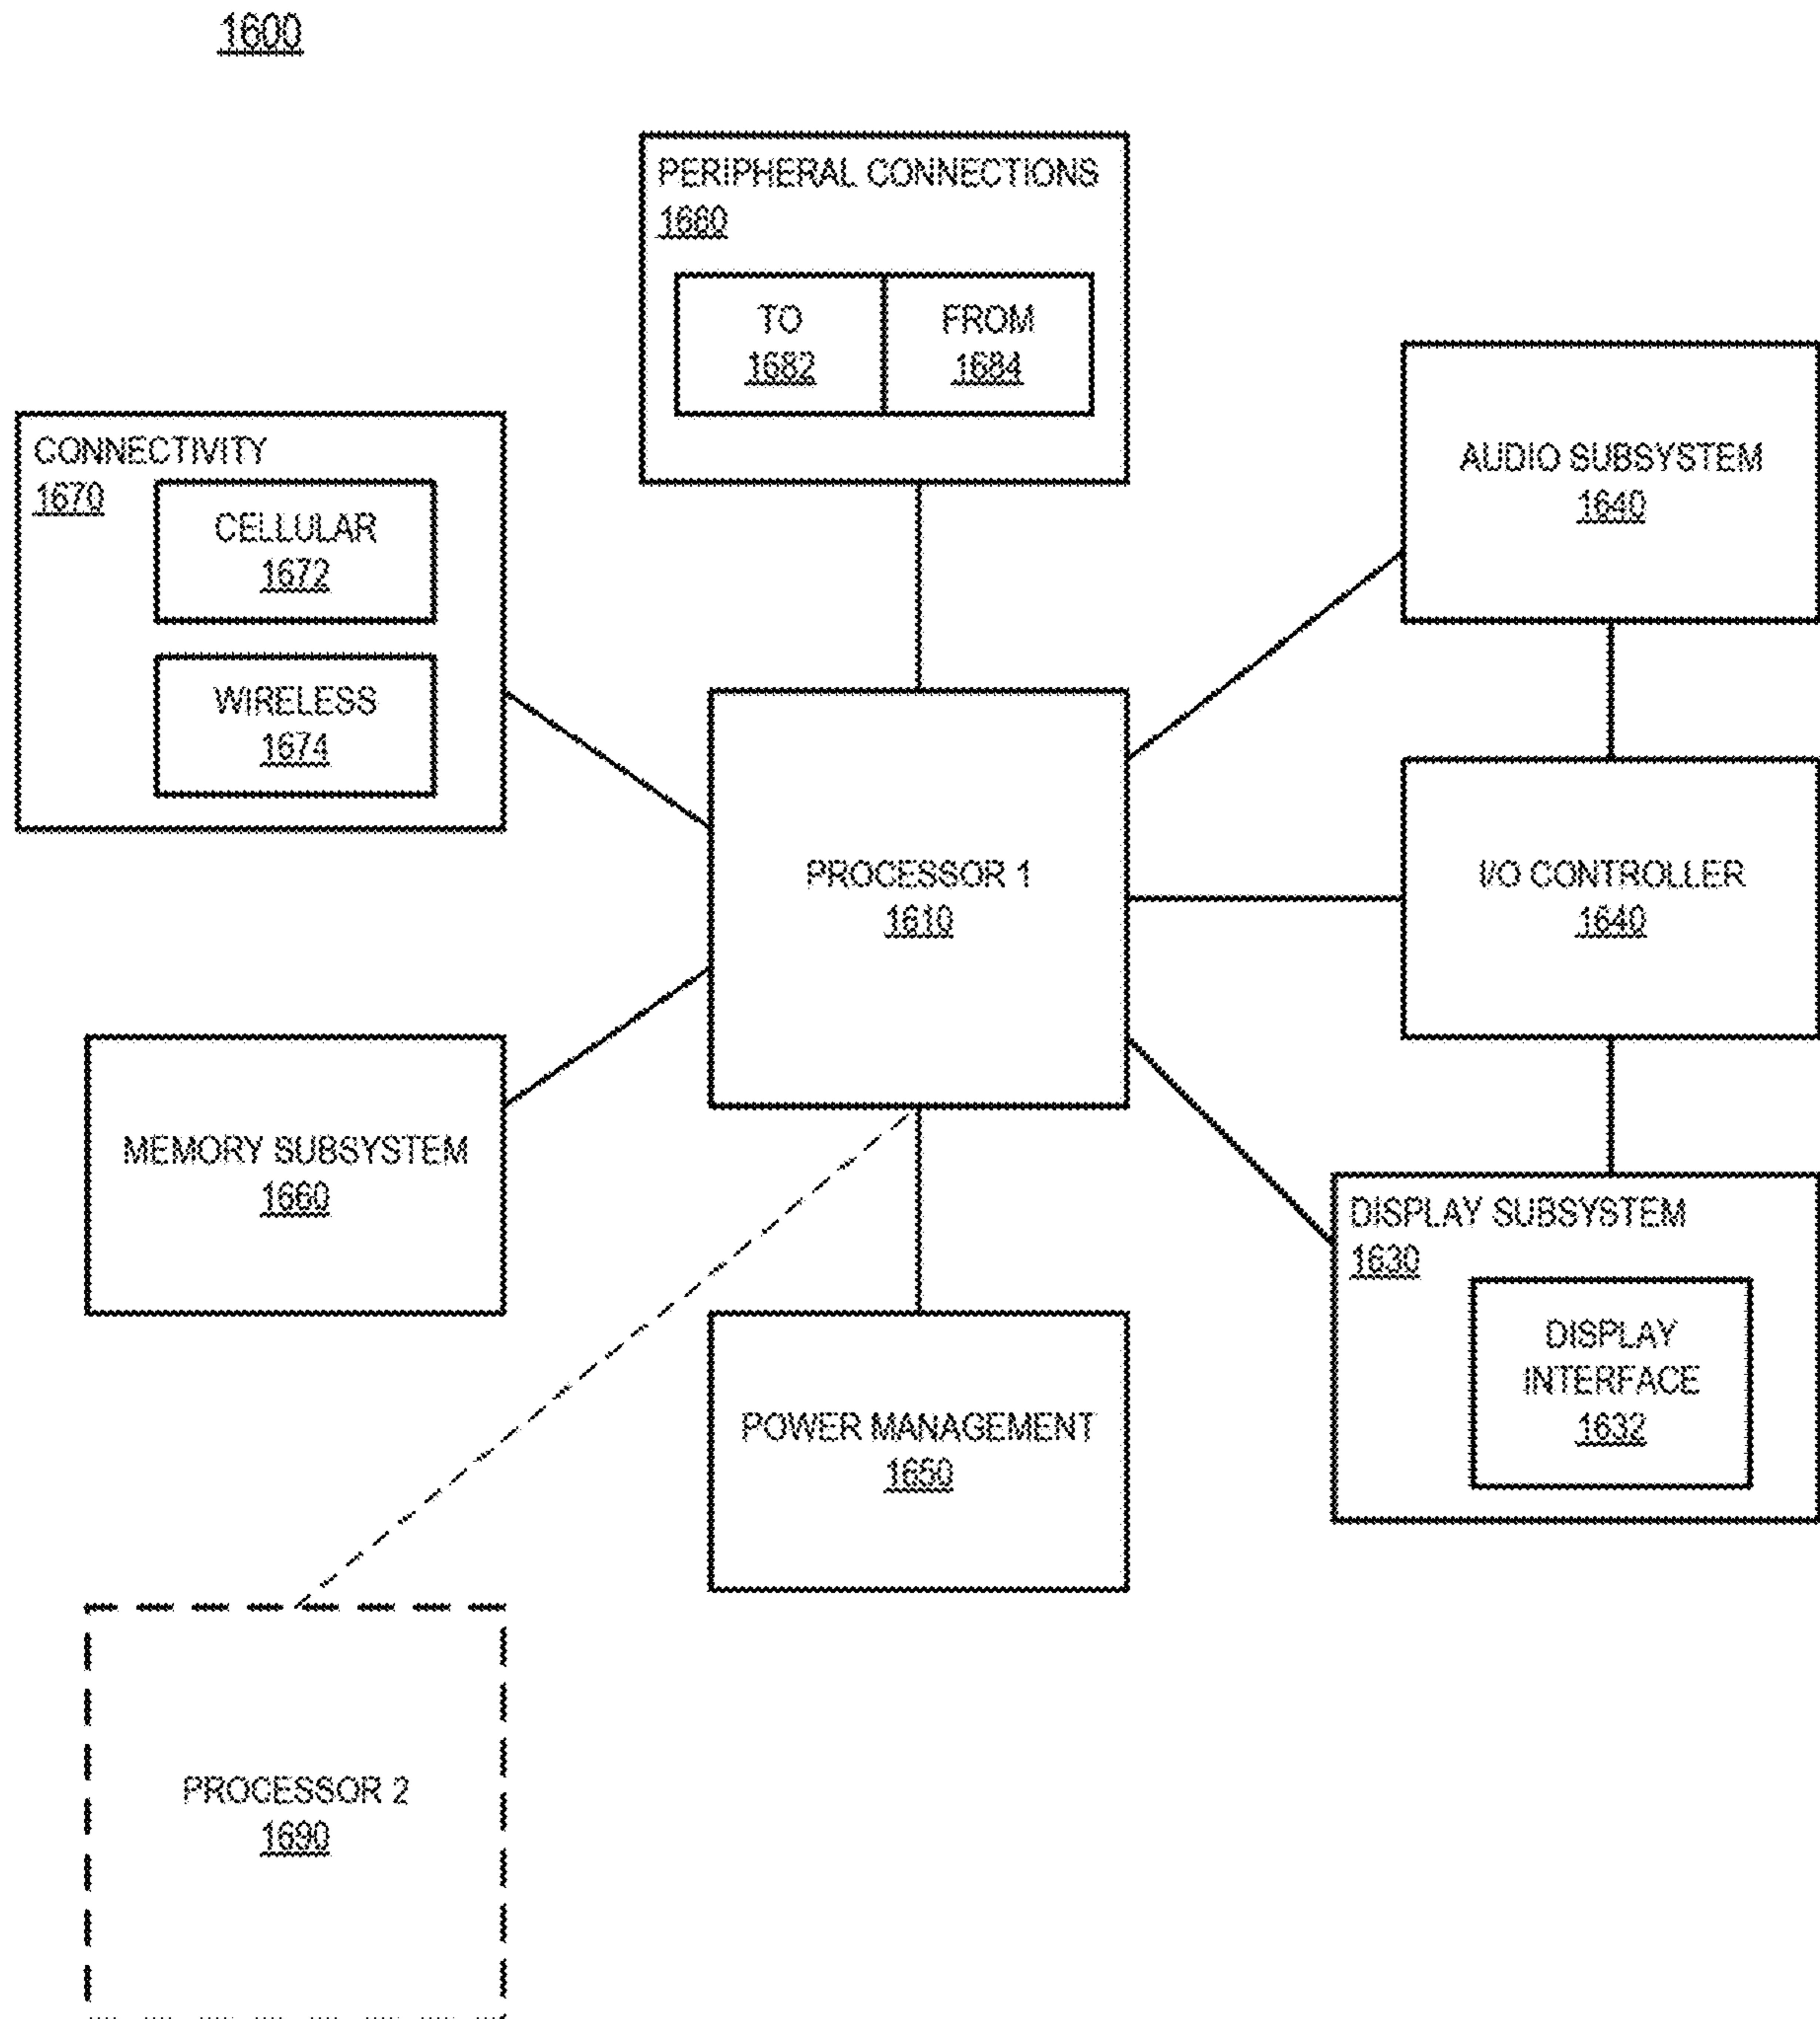 1600
PERIPHERAL CONNECTIONS
1680
TO
1682
FROM
1684
CONNECTIVITY
1670
CELLULAR
1672
WIRELESS
1674
AUDIO SUBSYSTEM
1640
PROCESSOR 1
1610
I/O CONTROLLER
1640
MEMORY SUBSYSTEM
1660
DISPLAY SUBSYSTEM
1630
DISPLAY
INTERFACE
1632
POWER MANAGEMENT
1650
PROCESSOR 2
1690